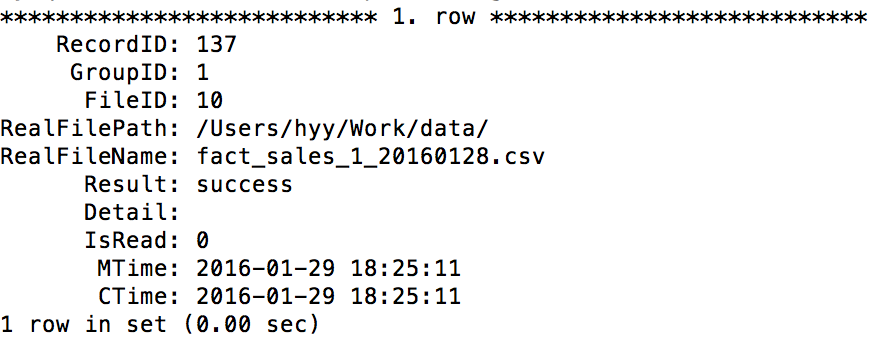 *************************** 1. row ***************************
RecordID: 137
GroupID: 1
FileID: 10
RealFilePath: /Users/hyy/Work/data/
RealFileName: fact_sales_1_20160128.csv
Result: success
Detail:
IsRead: 0
MTime: 2016-01-29 18:25:11
CTime: 2016-01-29 18:25:11
1 row in set (0.00 sec)